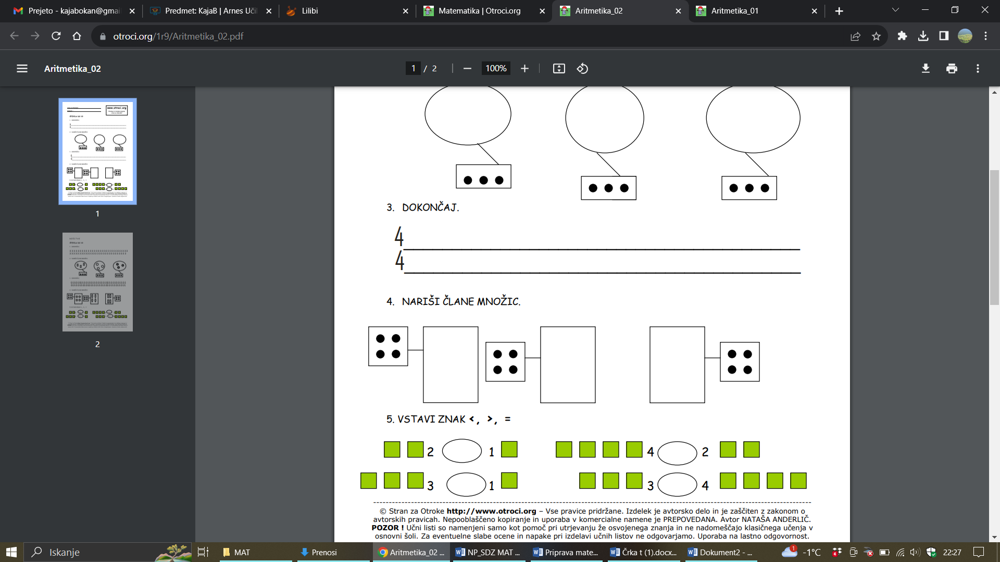 Prejeto - kajabokan@gmai
Predmet: KajaB | Arnes Uči
Lilibi
Matematika | Otroci.org
Aritmetika_02
Aritmetika_01
otroci.org/1r9/Aritmetika_02.pdf
Aritmetika_02
1 / 2
100%
1
2
3. DOKONČAJ.
4
4
4. NARIŠI ČLANE MNOŽIC.
5. VSTAVI ZNAK <, >, =
2 1 4 2
3 1 3 4
© Stran za Otroke http://www.otroci.org – Vse pravice pridržane. Izdelek je avtorsko delo in je zaščiten z zakonom o
avtorskih pravicah. Nepooblaščeno kopiranje in uporaba v komercialne namene je PREPOVEDANA. Avtor NATAŠA ANDERLIČ.
POZOR ! Učni listi so namenjeni samo kot pomoč pri utrjevanju že osvojenega znanja in ne nadomeščajo klasičnega učenja v
osnovni šoli. Za eventuelne slabe ocene in napake pri izdelavi učnih listov ne odgovarjamo. Uporaba na lastno odgovornost.
Iskanje
MAT
Prenosi
Aritmetika_02 ...
NP_SDZ MAT ...
Priprava mate...
Črka t (1).docx...
Dokument2 - ...
1
-1°C
4
22:27